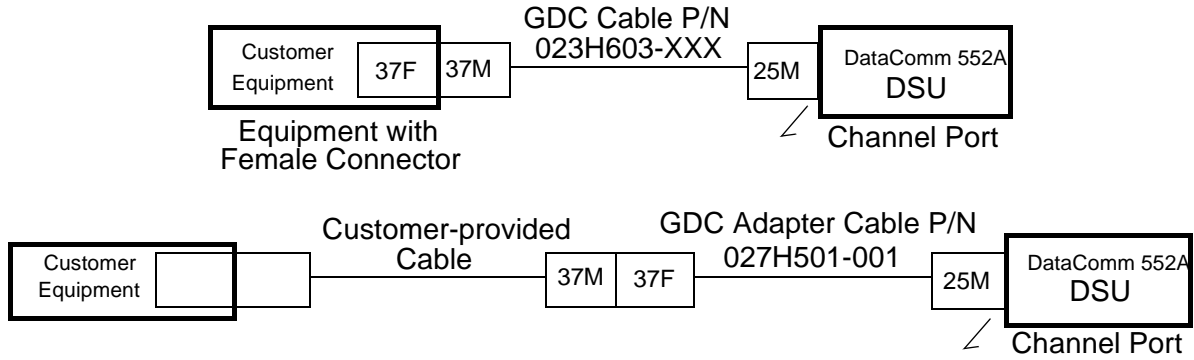 GDC Cable P/N
023H603-XXX
Customer
Equipment
37F
37M
25M
DataComm 552A
DSU
Equipment with
Female Connector
Channel Port
Customer-provided
Cable
GDC Adapter Cable P/N
027H501-001
Customer
Equipment
37M
37F
25M
DataComm 552A
DSU
Channel Port